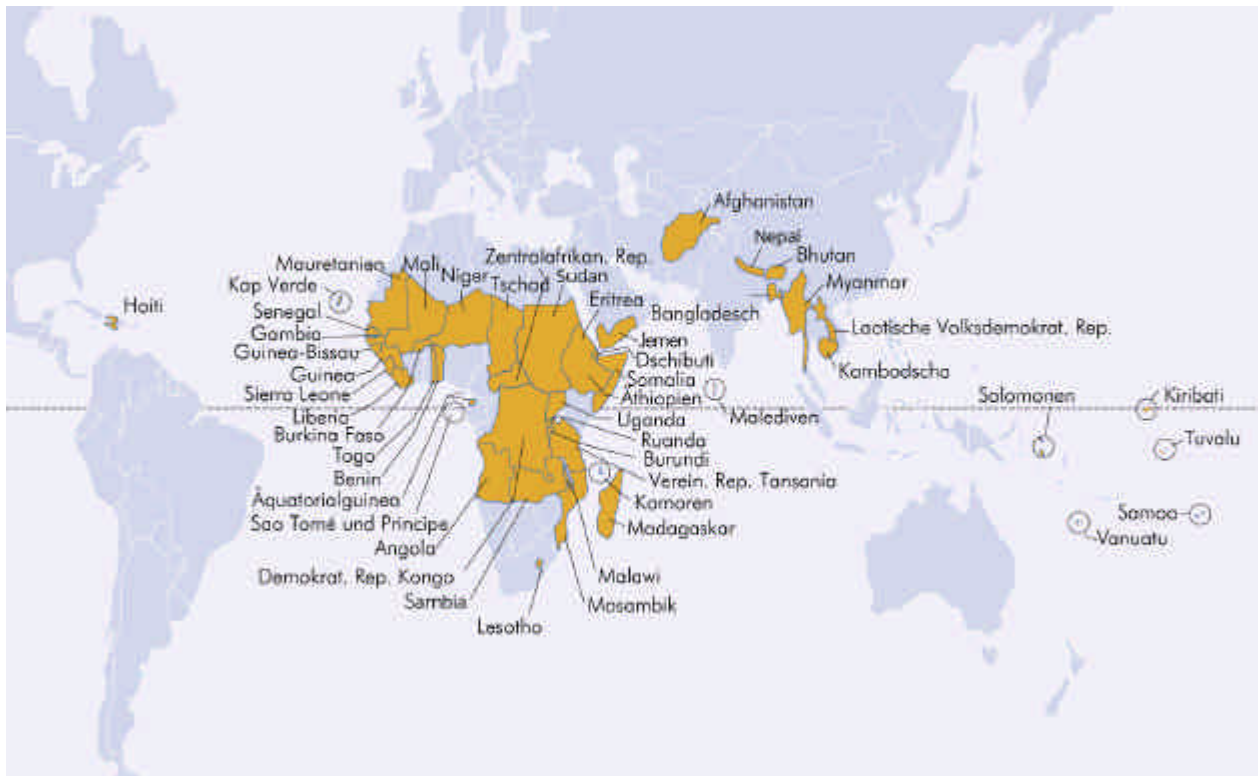 Afghanistan
Nepal
Bhutan
Zentralafrikan. Rep.
Mauretanien
Mali
Niger
Tschad
Sudan
Myanmar
Kap Verde
Eritrea
Haiti
Senegal
Bangladesch
Gambia
Jemen
Laotische Volksdemokrat. Rep.
Guinea-Bissau
Dschibuti
Guinea
Somalia
Kambodscha
Sierra Leone
Äthiopien
Solomonen
Kiribati
Liberia
Uganda
Malediven
Burkina Faso
Ruanda
Tuvalu
Togo
Burundi
Benin
Verein. Rep. Tansania
Äquatorialguinea
Komoren
Sao Tomé und Principe
Madagaskar
Samoa
Vanuatu
Angola
Demokrat. Rep. Kongo
Malawi
Sambia
Mosambik
Lesotho